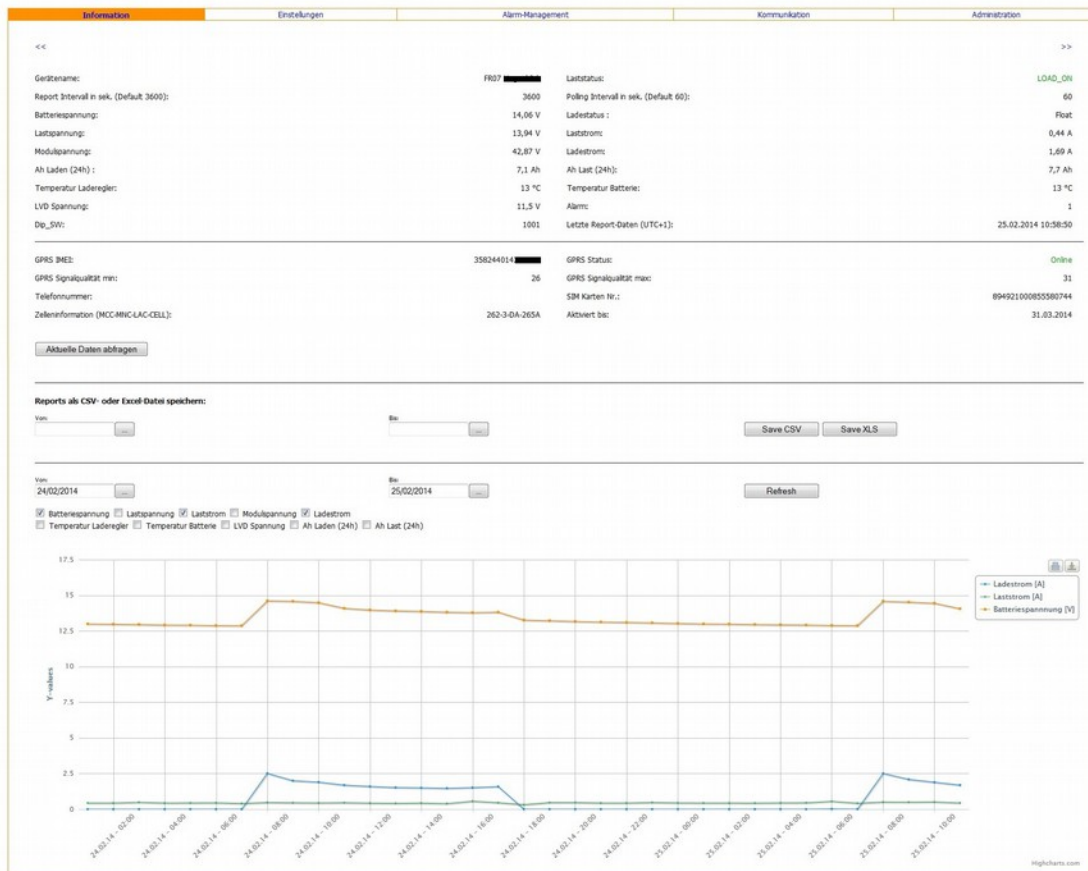 Information Einstellungen Alarm-Management Kommunikation Administration
<< >>
Gerätename: FR07 Laststatus: LOAD_ON
Report Intervall in sek. (Default 3600): 3600 Polling Intervall in sek. (Default 60): 60
Batteriespannung: 14,06 V Ladestatus : Float
Lastspannung: 13,94 V Laststrom: 0,44 A
Modulspannung: 42,87 V Ladestrom: 1,69 A
Ah Laden (24h) : 7,1 Ah Ah Last (24h): 7,7 Ah
Temperatur Laderegler: 13 °C Temperatur Batterie: 13 °C
LVD Spannung: 11,5 V Alarm: 1
Dip_SW: 1001 Letzte Report-Daten (UTC+1): 25.02.2014 10:58:50
GPRS IMEI: 358244014 GPRS Status: Online
GPRS Signalqualität min: 26 GPRS Signalqualität max: 31
Telefonnummer: SIM Karten Nr.: 894921000855580744
Zelleninformation (MCC-MNC-LAC-CELL): 262-3-DA-265A Aktiviert bis: 31.03.2014
Aktuelle Daten abfragen
Reports als CSV- oder Excel-Datei speichern:
Von: Bis:
... ... Save CSV Save XLS
Von: Bis:
24/02/2014 ... 25/02/2014 ... Refresh
Batteriespannung Lastspannung Laststrom Modulspannung Ladestrom
Temperatur Laderegler Temperatur Batterie LVD Spannung Ah Laden (24h) Ah Last (24h)
17.5
15
12.5
10
7.5
5
2.5
0
Y-values
Ladestrom [A]
Laststrom [A]
Batteriespannnung [V]
24.02.14 - 02:00
24.02.14 - 04:00
24.02.14 - 06:00
24.02.14 - 08:00
24.02.14 - 10:00
24.02.14 - 12:00
24.02.14 - 14:00
24.02.14 - 16:00
24.02.14 - 18:00
24.02.14 - 20:00
24.02.14 - 22:00
25.02.14 - 00:00
25.02.14 - 02:00
25.02.14 - 04:00
25.02.14 - 06:00
25.02.14 - 08:00
25.02.14 - 10:00
Highcharts.com